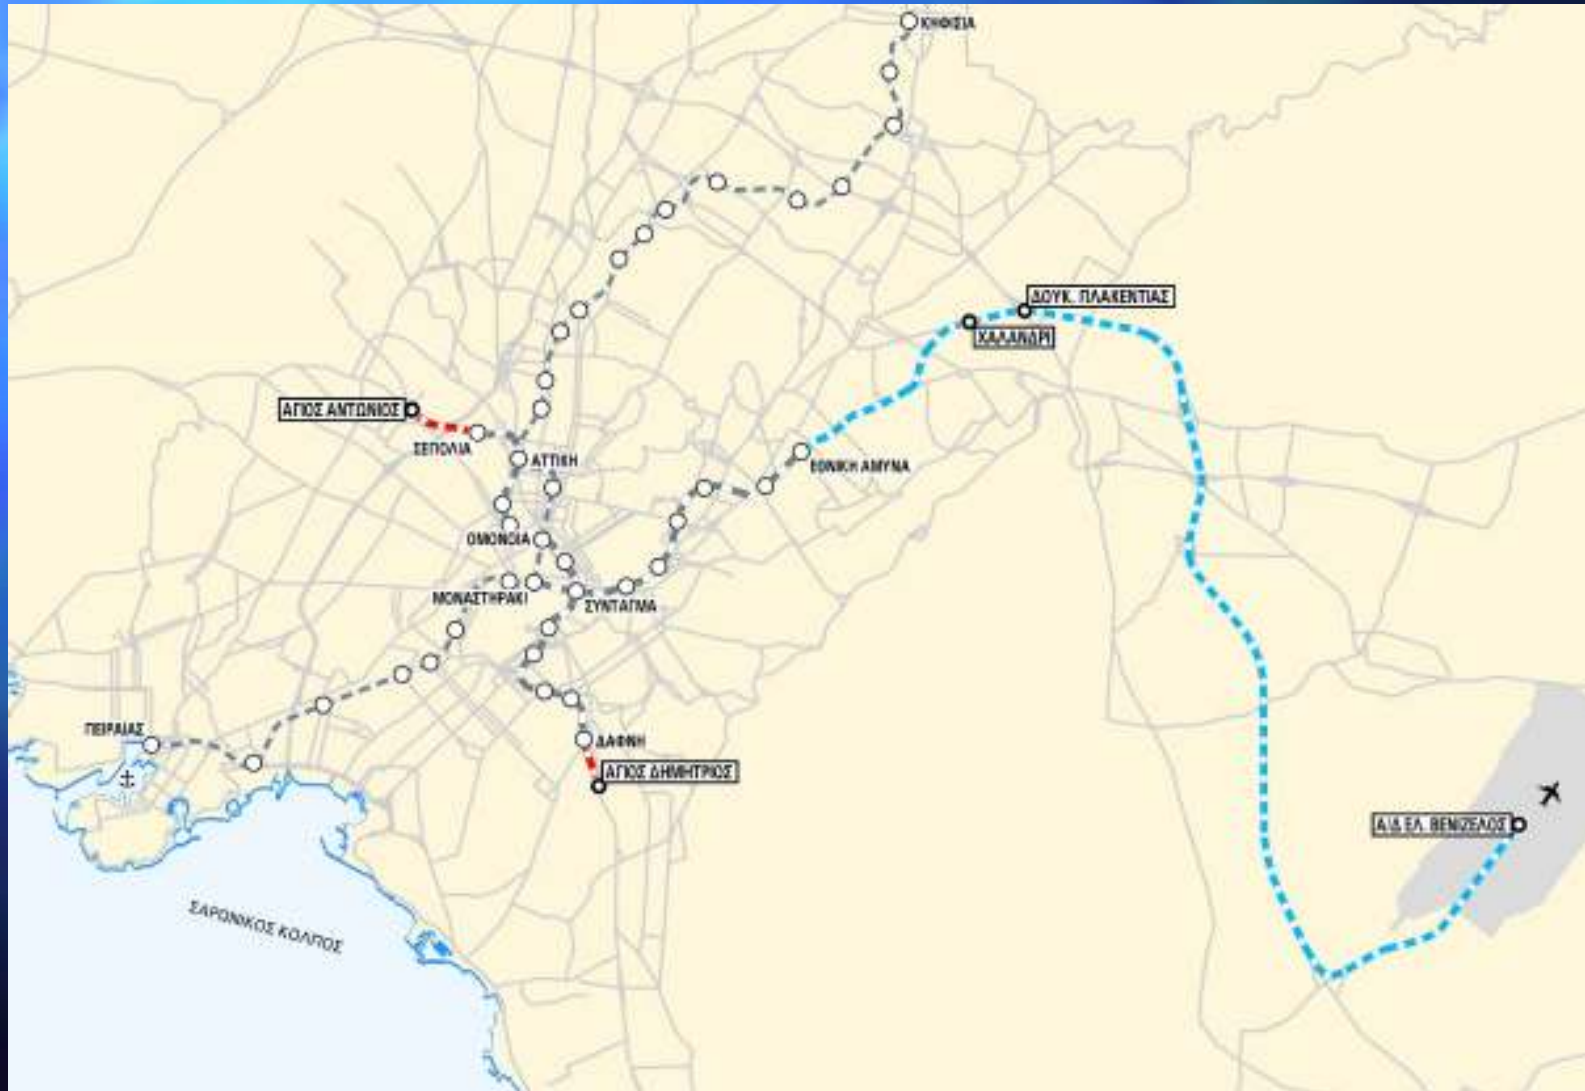 ΚΗΦΙΣΙΑ
ΔΟΥΚ. ΠΛΑΚΕΝΤΙΑΣ
ΧΑΛΑΝΔΡΙ
ΑΓΙΟΣ ΑΝΤΩΝΙΟΣ
ΣΕΠΟΛΙΑ
ΑΤΤΙΚΗ
ΕΘΝΙΚΗ ΑΜΥΝΑ
ΟΜΟΝΟΙΑ
ΜΟΝΑΣΤΗΡΑΚΙ
ΣΥΝΤΑΓΜΑ
ΠΕΙΡΑΙΑΣ
ΔΑΦΝΗ
ΑΓΙΟΣ ΔΗΜΗΤΡΙΟΣ
Α/Δ ΕΛ. ΒΕΝΙΖΕΛΟΣ
ΣΑΡΩΝΙΚΟΣ ΚΟΛΠΟΣ